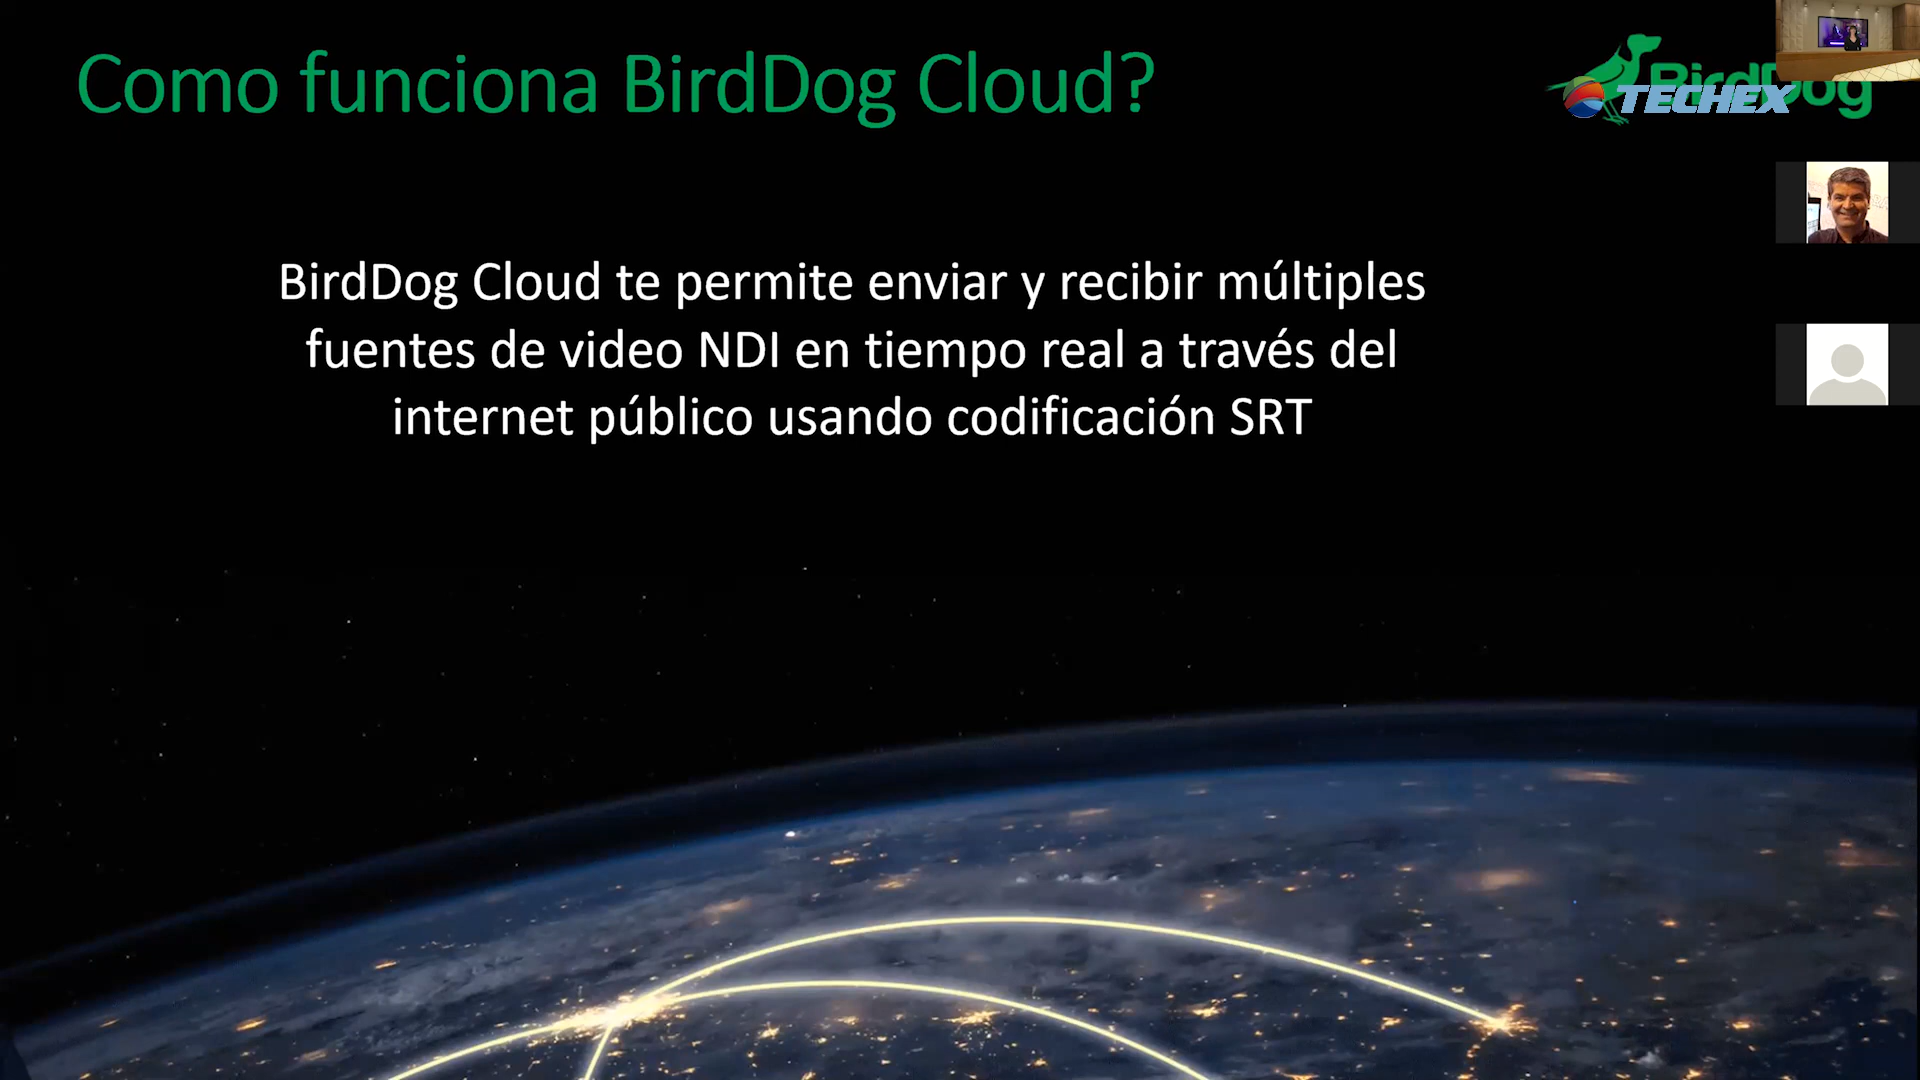 Como funciona BirdDog Cloud?
BirdDog
TECHEX
BirdDog Cloud te permite enviar y recibir múltiples
fuentes de video NDI en tiempo real a través del
internet público usando codificación SRT